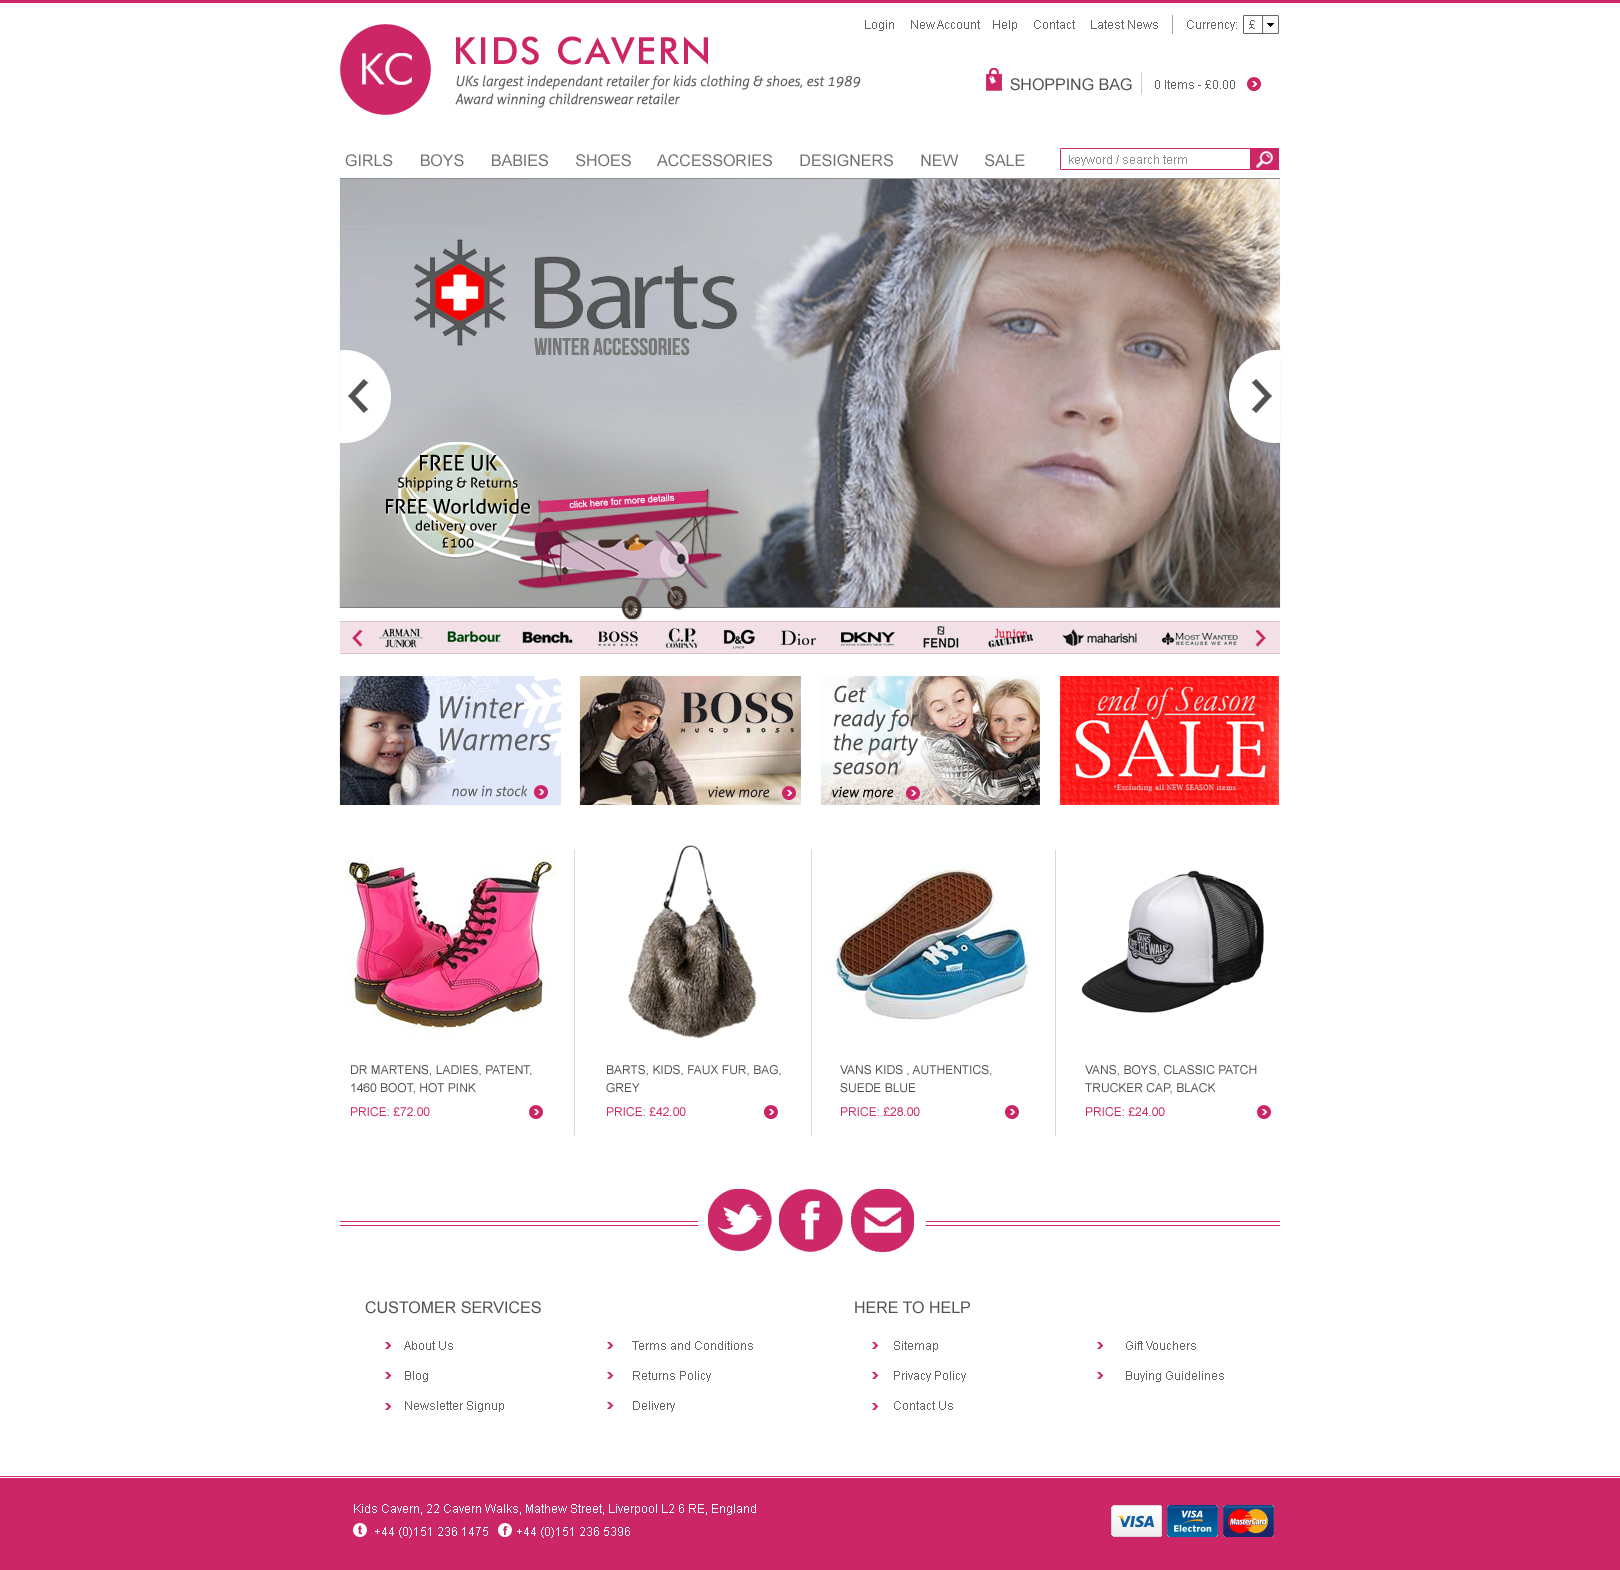 Login New Account Help Contact Latest News Currency: £
KC
KIDS CAVERN
UKs largest independant retailer for kids clothing & shoes, est 1989
Award winning childrenswear retailer
SHOPPING BAG 0 Items - £0.00
GIRLS BOYS BABIES SHOES ACCESSORIES DESIGNERS NEW SALE keyword / search term
Barts
WINTER ACCESSORIES
FREE UK
Shipping & Returns
FREE Worldwide
delivery over
£100
click here for more details
ARMANI JUNIOR
Barbour
Bench.
BOSS HUGO BOSS
C.P. COMPANY
D&G JUNIOR
Dior
DKNY
FENDI
Junior GAULTIER
maharishi
MOST WANTED BECAUSE WE ARE
Winter
Warmers
now in stock
BOSS
HUGO BOSS
view more
Get
ready for
the party
season
view more
end of Season
SALE
*Excluding all NEW SEASON items
VANS
OFF THE WALL
DR MARTENS, LADIES, PATENT,
1460 BOOT, HOT PINK
PRICE: £72.00
BARTS, KIDS, FAUX FUR, BAG,
GREY
PRICE: £42.00
VANS KIDS , AUTHENTICS,
SUEDE BLUE
PRICE: £28.00
VANS, BOYS, CLASSIC PATCH
TRUCKER CAP, BLACK
PRICE: £24.00
CUSTOMER SERVICES
About Us
Blog
Newsletter Signup
Terms and Conditions
Returns Policy
Delivery
HERE TO HELP
Sitemap
Privacy Policy
Contact Us
Gift Vouchers
Buying Guidelines
Kids Cavern, 22 Cavern Walks, Mathew Street, Liverpool L2 6 RE, England
t +44 (0)151 236 1475 f +44 (0)151 236 5396
VISA
VISA Electron
MasterCard